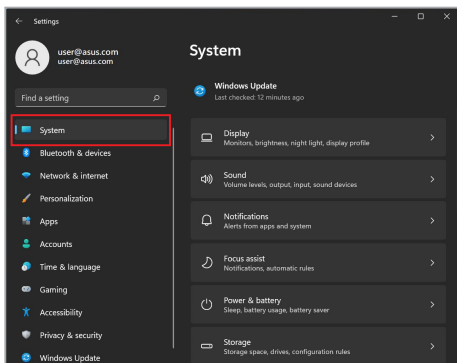 Settings
user@asus.com
user@asus.com
Find a setting
System
Bluetooth & devices
Network & internet
Personalization
Apps
Accounts
Time & language
Gaming
Accessibility
Privacy & security
Windows Update
System
Windows Update
Last checked: 12 minutes ago
Display
Monitors, brightness, night light, display profile
Sound
Volume levels, output, input, sound devices
Notifications
Alerts from apps and system
Focus assist
Notifications, automatic rules
Power & battery
Sleep, battery usage, battery saver
Storage
Storage space, drives, configuration rules